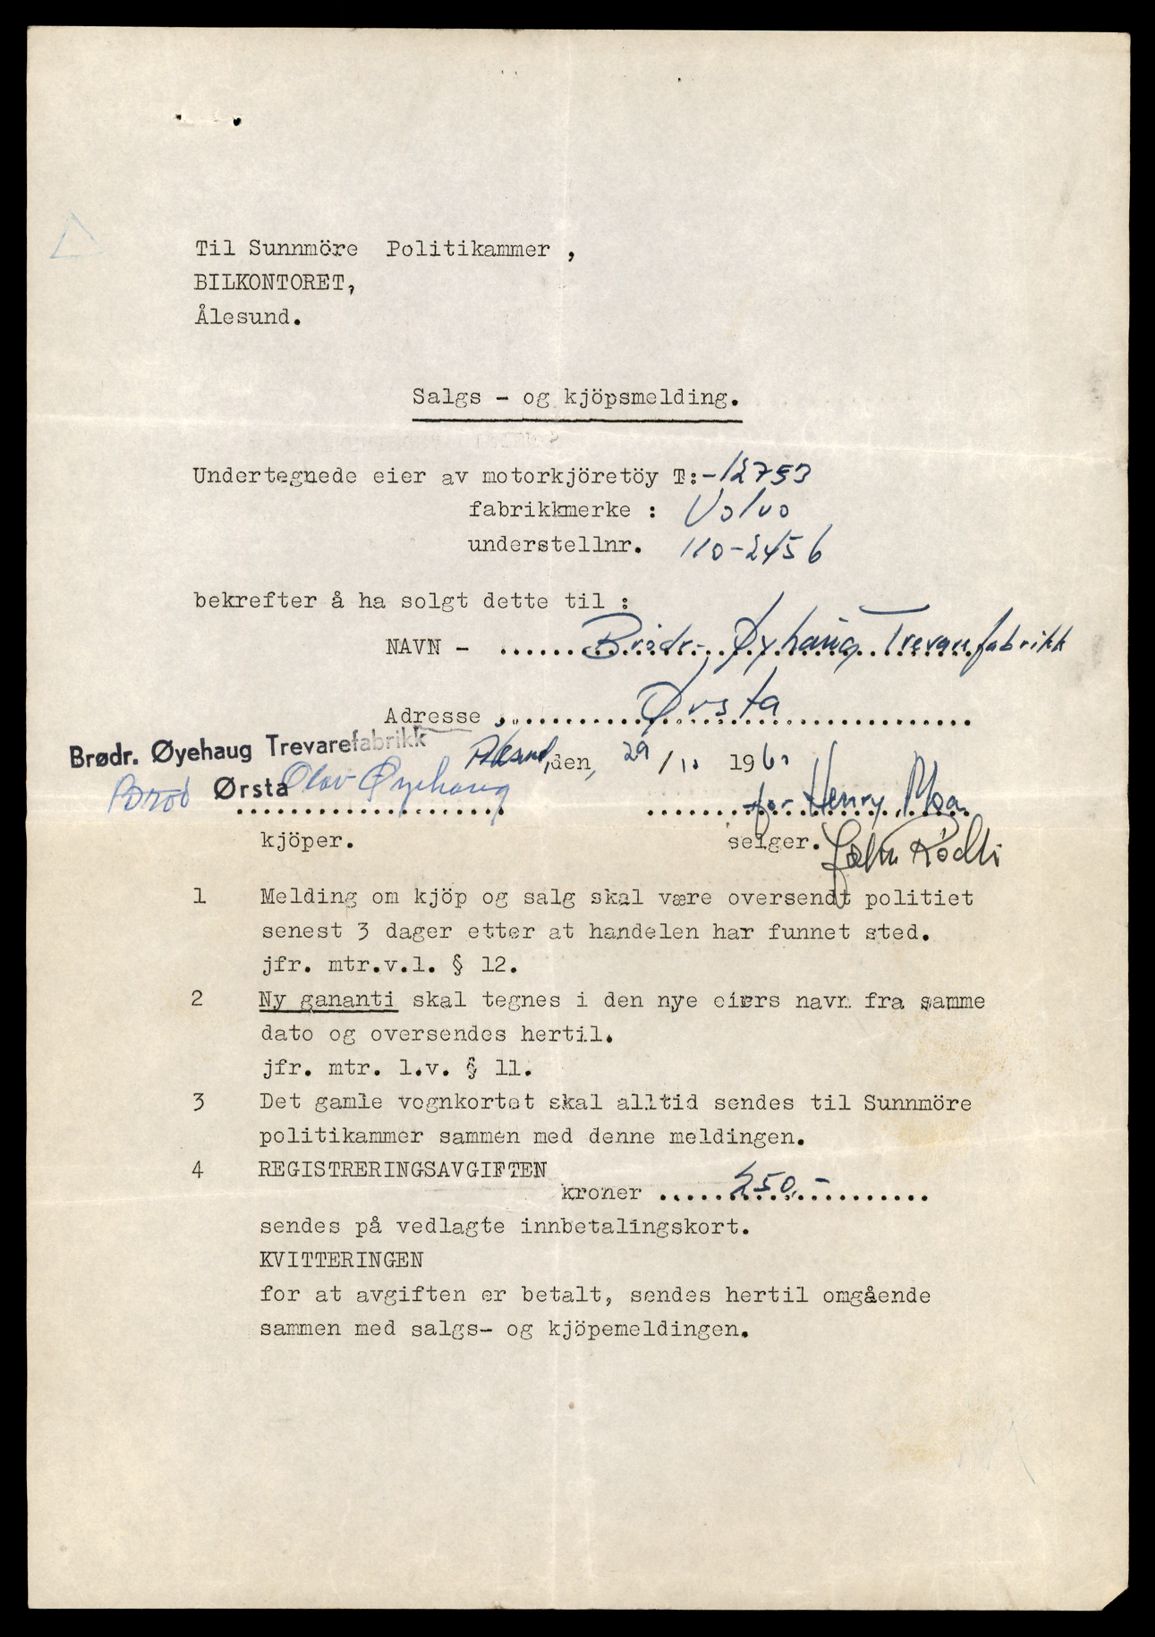 Til Sunnmöre Politikammer ,
BILKONTORET,
Ålesund.
Salgs - og kjöpsmelding.
Undertegnede eier av motorkjöretöy T:-12753
fabrikkmerke : Volvo
understellnr. 110-2456
bekrefter å ha solgt dette til :
NAVN - ...... Brødr. Øyhaug Trevarefabrikk
Adresse ........ Ørsta ............
Brødr. Øyehaug Trevarefabrikk
Ørsta
den, 29/11 1960
Brød Olav Øyehaug
for Henry Moa
kjöper.
selger.
1 Melding om kjöp og salg skal være oversendt politiet
senest 3 dager etter at handelen har funnet sted.
jfr. mtr.v.l. § 12.
2 Ny gananti skal tegnes i den nye eiers navn fra samme
dato og oversendes hertil.
jfr. mtr. l.v. § 11.
3 Det gamle vognkortet skal alltid sendes til Sunnmöre
politikammer sammen med denne meldingen.
4 REGISTRERINGSAVGIFTEN
kroner ..... 250,- ..........
sendes på vedlagte innbetalingskort.
KVITTERINGEN
for at avgiften er betalt, sendes hertil omgående
sammen med salgs- og kjöpemeldingen.